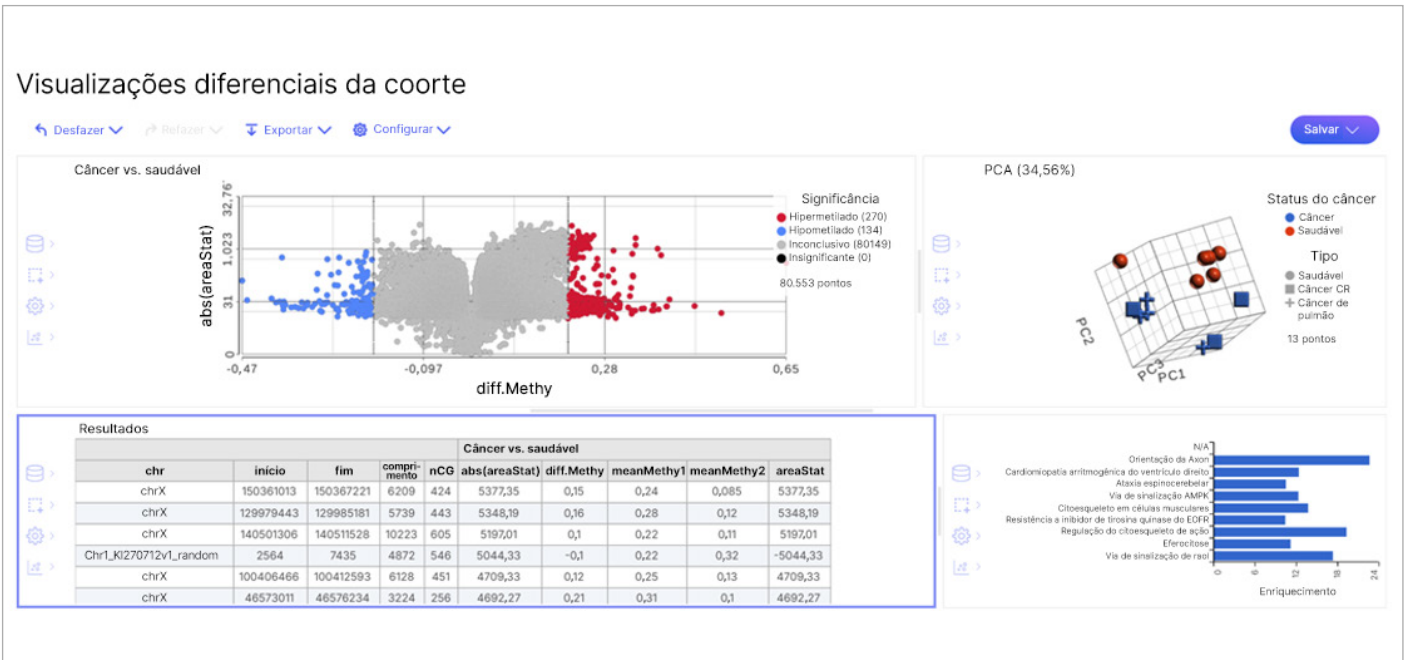 Visualizações diferenciais da coorte
Desfazer
Refazer
Exportar
Configurar
Salvar
Câncer vs. saudável
abs(areaStat)
32,76
1,023
31
0
-0,47
-0,097
0,28
0,65
diff.Methy
Significância
Hipermetilado (270)
Hipometilado (134)
Inconclusivo (80149)
Insignificante (0)
80.553 pontos
PCA (34,56%)
PC2
PC3
PC1
Status do câncer
Câncer
Saudável
Tipo
Saudável
Câncer CR
Câncer de
pulmão
13 pontos
Resultados
Câncer vs. saudável
chr início fim compri-mento nCG abs(areaStat) diff.Methy meanMethy1 meanMethy2 areaStat
chrX 150361013 150367221 6209 424 5377,35 0,15 0,24 0,085 5377,35
chrX 129979443 129985181 5739 443 5348,19 0,16 0,28 0,12 5348,19
chrX 140501306 140511528 10223 605 5197,01 0,1 0,22 0,11 5197,01
Chr1_KI270712v1_random 2564 7435 4872 546 5044,33 -0,1 0,22 0,32 -5044,33
chrX 100406466 100412593 6128 451 4709,33 0,12 0,25 0,13 4709,33
chrX 46573011 46576234 3224 256 4692,27 0,21 0,31 0,1 4692,27
N/A
Orientação da Axon
Cardiomiopatia arritmogênica do ventrículo direito
Ataxia espinocerebelar
Via de sinalização AMPK
Citoesqueleto em células musculares
Resistência a inibidor de tirosina quinase do EOFR
Regulação do citoesqueleto de ação
Eferocitose
Via de sinalização de raol
0 6 12 18 24
Enriquecimento